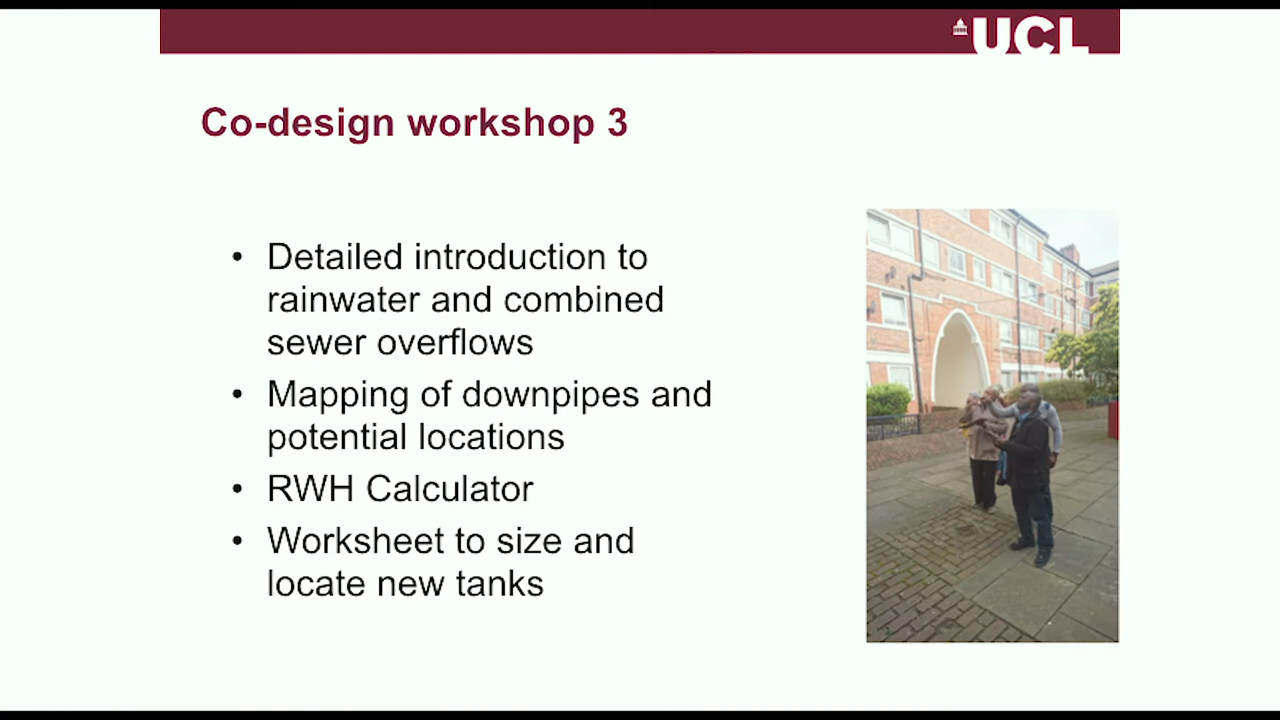 UCL
Co-design workshop 3
• Detailed introduction to
rainwater and combined
sewer overflows
• Mapping of downpipes and
potential locations
• RWH Calculator
• Worksheet to size and
locate new tanks